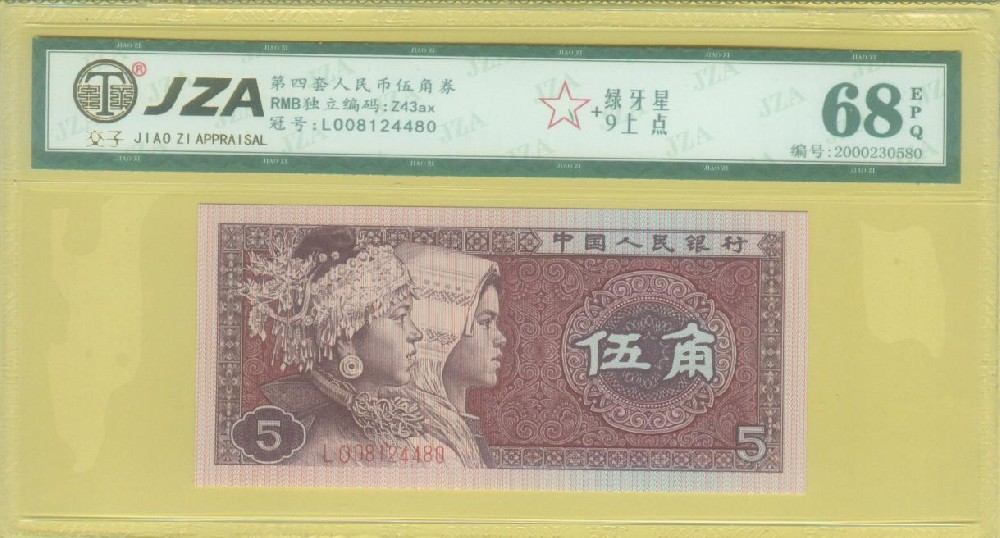 ®
JZA
交子 JIAO ZI APPRAISAL
第四套人民币伍角券
RMB独立编码:Z43ax
冠号:L008124480
+
绿牙星
9上点
68
EPQ
编号:2000230580
中国人民银行
伍角
5
L008124480
5